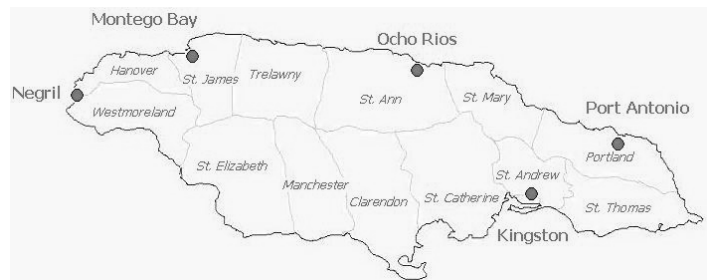 Montego Bay
Ocho Rios
Hanover
St. James
Trelawny
Negril
St. Ann
St. Mary
Westmoreland
Port Antonio
Portland
St. Elizabeth
St. Andrew
Manchester
St. Catherine
Clarendon
St. Thomas
Kingston